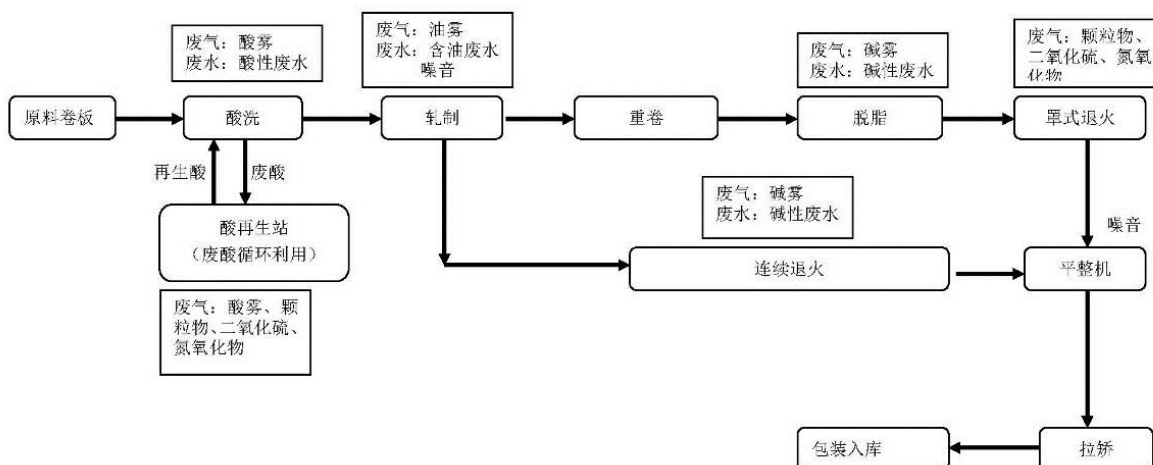 废气：酸雾
废水：酸性废水
废气：油雾
废水：含油废水
噪音
废气：碱雾
废水：碱性废水
废气：颗粒物、
二氧化硫、氮氧
化物
原料卷板
酸洗
轧制
重卷
脱脂
罩式退火
再生酸
废酸
酸再生站
（废酸循环利用）
废气：碱雾
废水：碱性废水
噪音
连续退火
平整机
废气：酸雾、颗
粒物、二氧化硫、
氮氧化物
包装入库
拉矫